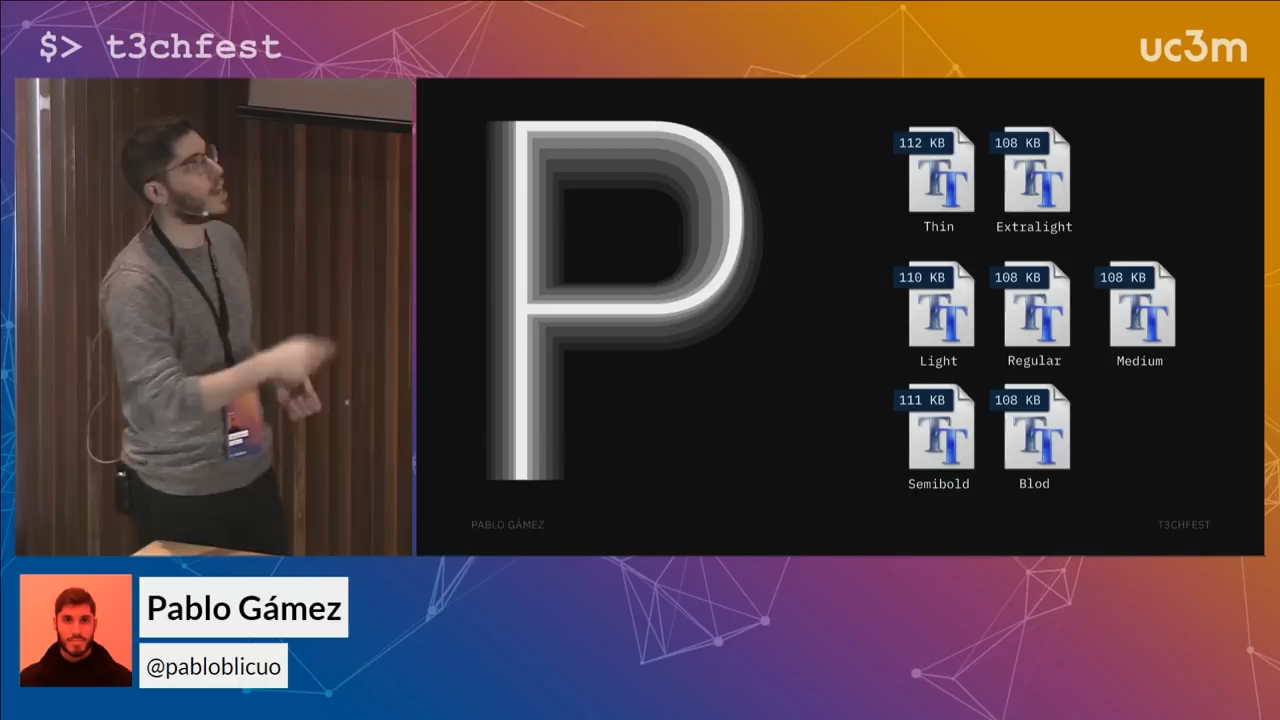 $> t3chfest
uc3m
P
112 KB
108 KB
Thin
Extralight
110 KB
108 KB
108 KB
Light
Regular
Medium
111 KB
108 KB
Semibold
Blod
PABLO GÁMEZ
T3CHFEST
Pablo Gámez
@pabloblicuo